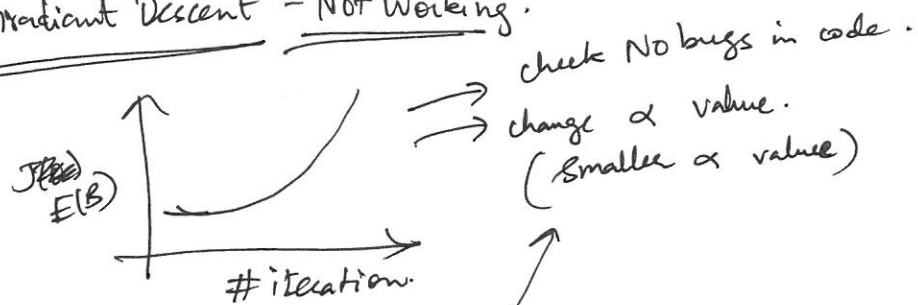 Gradient Descent - Not Working.
check No bugs in code.
change α value.
(Smaller α value)
E(B)
# iteration.